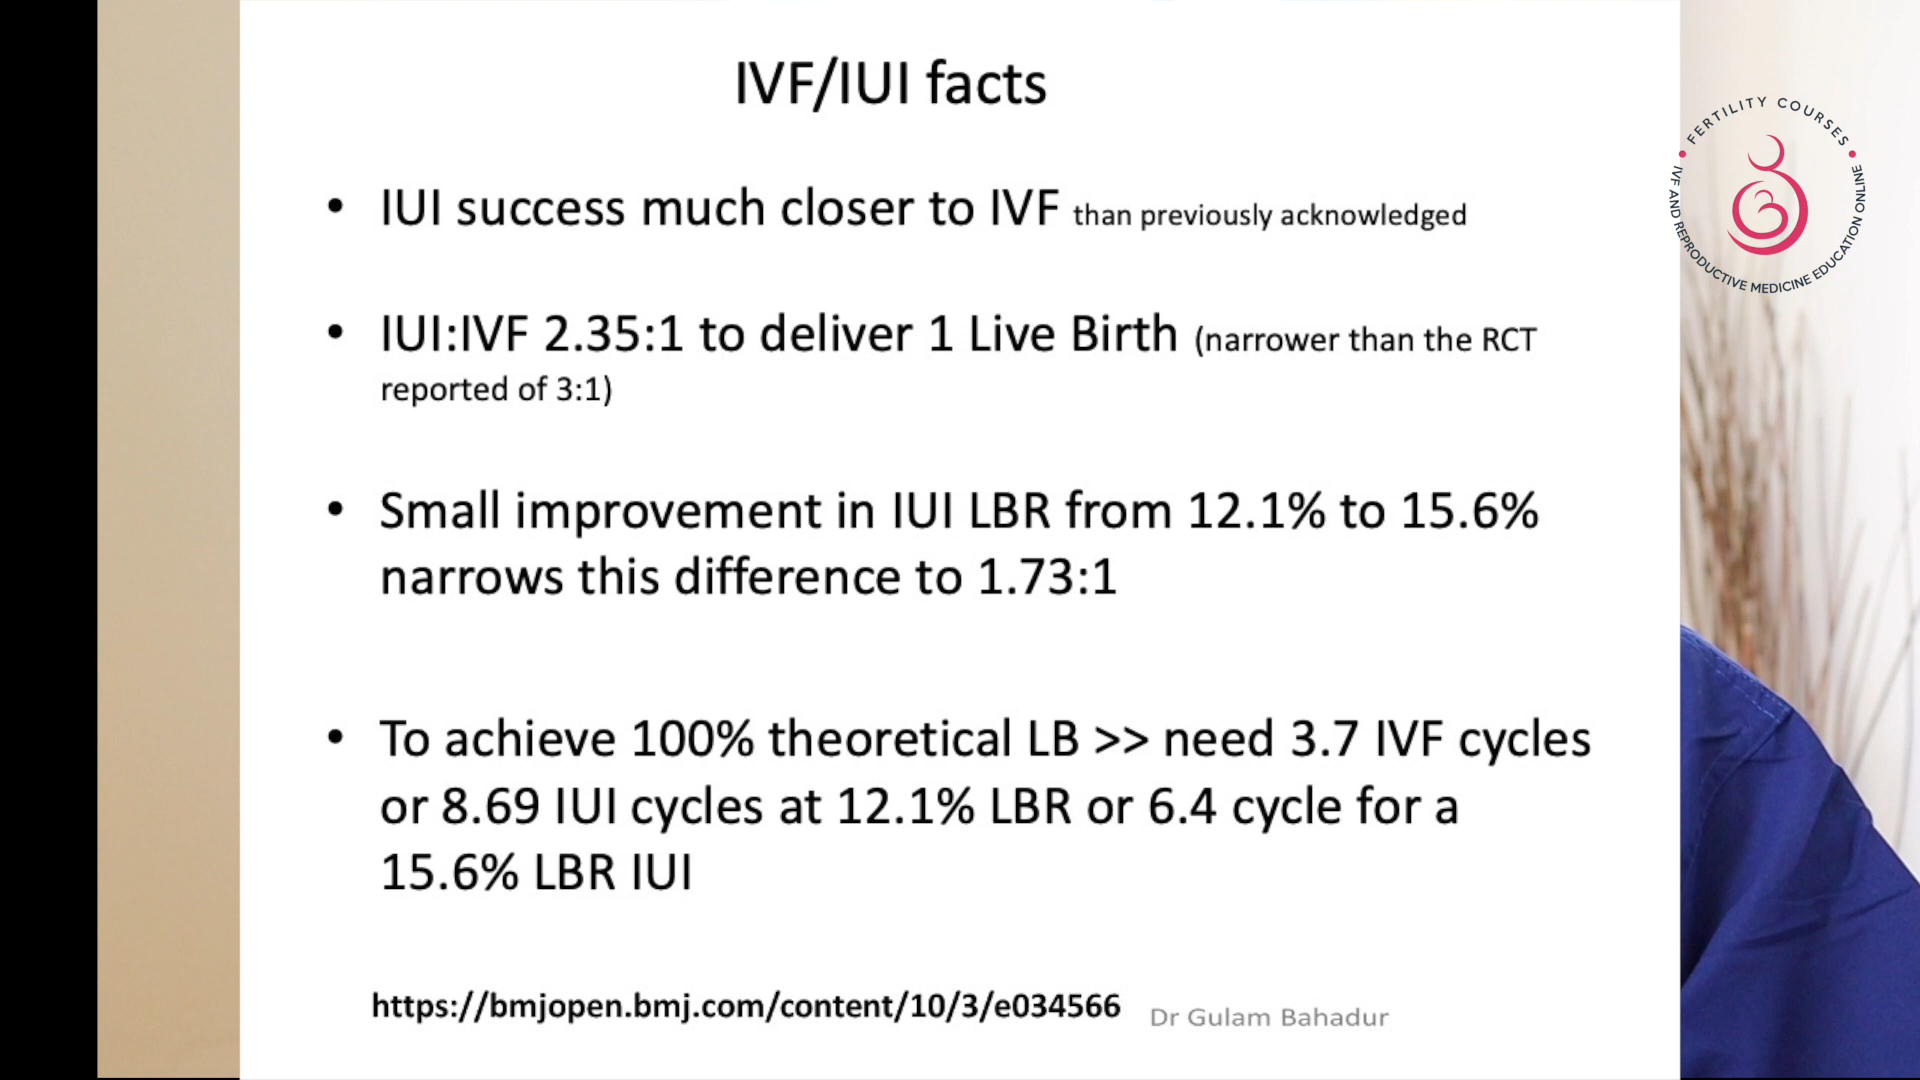 IVF/IUI facts
• IUI success much closer to IVF than previously acknowledged
• IUI:IVF 2.35:1 to deliver 1 Live Birth (narrower than the RCT
reported of 3:1)
• Small improvement in IUI LBR from 12.1% to 15.6%
narrows this difference to 1.73:1
• To achieve 100% theoretical LB >> need 3.7 IVF cycles
or 8.69 IUI cycles at 12.1% LBR or 6.4 cycle for a
15.6% LBR IUI
https://bmjopen.bmj.com/content/10/3/e034566
Dr Gulam Bahadur
• FERTILITY COURSES •
IVF AND REPRODUCTIVE MEDICINE EDUCATION ONLINE